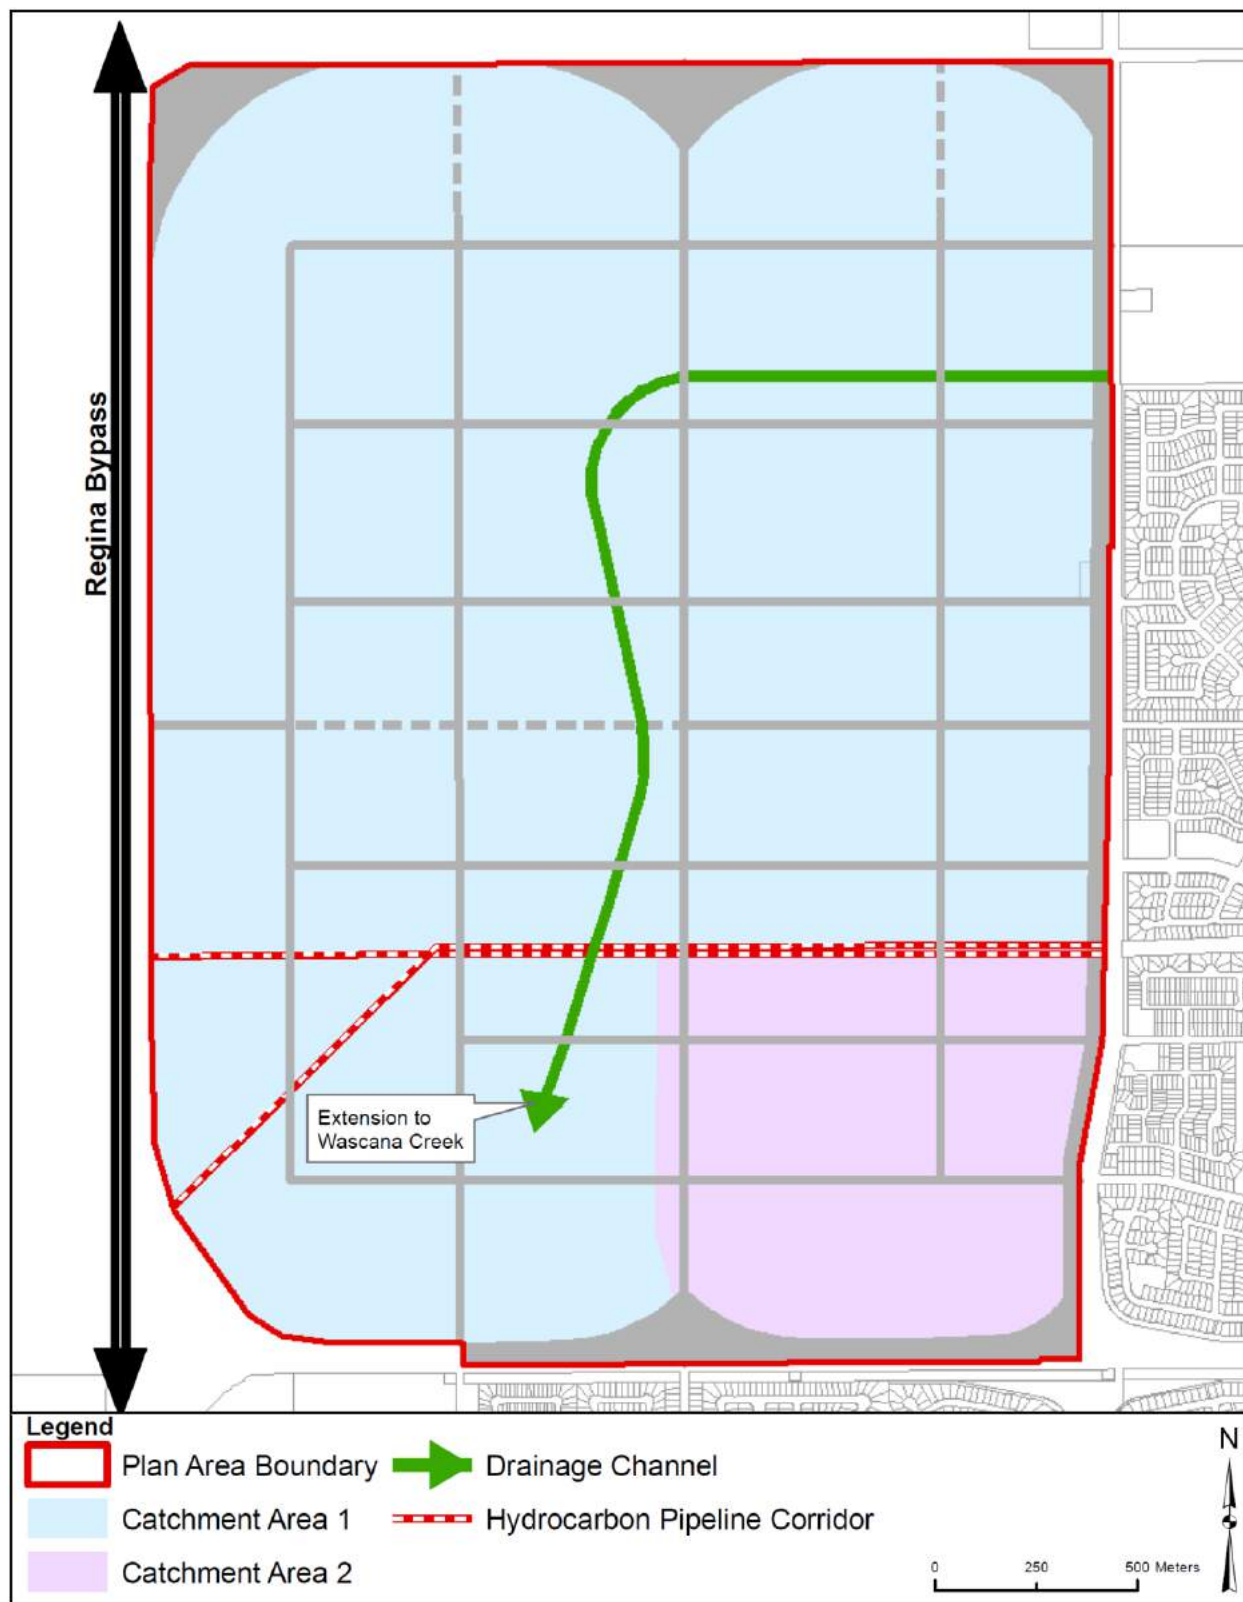 Regina Bypass
Extension to
Wascana Creek
Legend
Plan Area Boundary
Drainage Channel
Catchment Area 1
Hydrocarbon Pipeline Corridor
Catchment Area 2
N
0 250 500 Meters